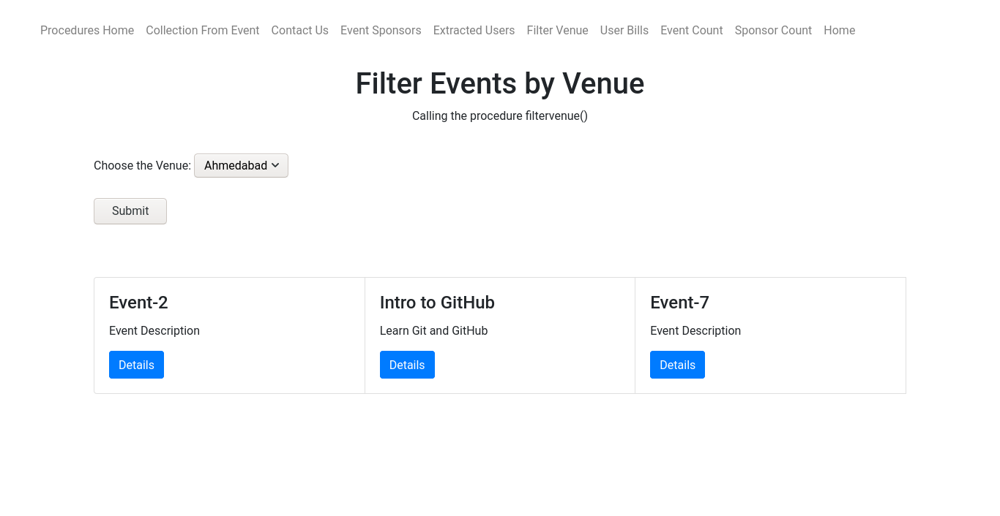 Procedures Home Collection From Event Contact Us Event Sponsors Extracted Users Filter Venue User Bills Event Count Sponsor Count Home
Filter Events by Venue
Calling the procedure filtervenue()
Choose the Venue: Ahmedabad
Submit
Event-2
Event Description
Details
Intro to GitHub
Learn Git and GitHub
Details
Event-7
Event Description
Details